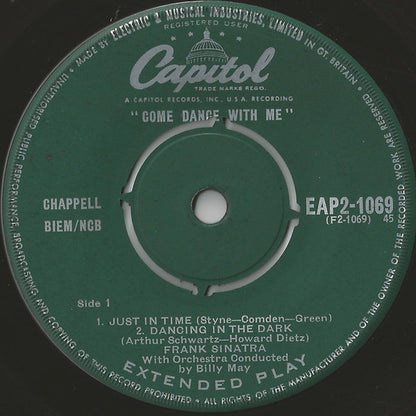 MADE BY ELECTRIC & MUSICAL INDUSTRIES, LIMITED IN GT. BRITAIN
REGISTERED USER
Capitol
TRADE MARKS REGD.
A CAPITOL RECORDS, INC., U.S.A. RECORDING
"COME DANCE WITH ME"
CHAPPELL
BIEM/NCB
EAP2-1069
(F2-1069) 45
Side 1
1. JUST IN TIME (Styne—Comden—Green)
2. DANCING IN THE DARK
(Arthur Schwartz—Howard Dietz)
FRANK SINATRA
With Orchestra Conducted
by Billy May
EXTENDED PLAY
ALL RIGHTS OF THE MANUFACTURER AND OF THE OWNER OF THE RECORDED WORK ARE RESERVED
UNAUTHORISED PUBLIC PERFORMANCE, BROADCASTING AND COPYING OF THIS RECORD PROHIBITED